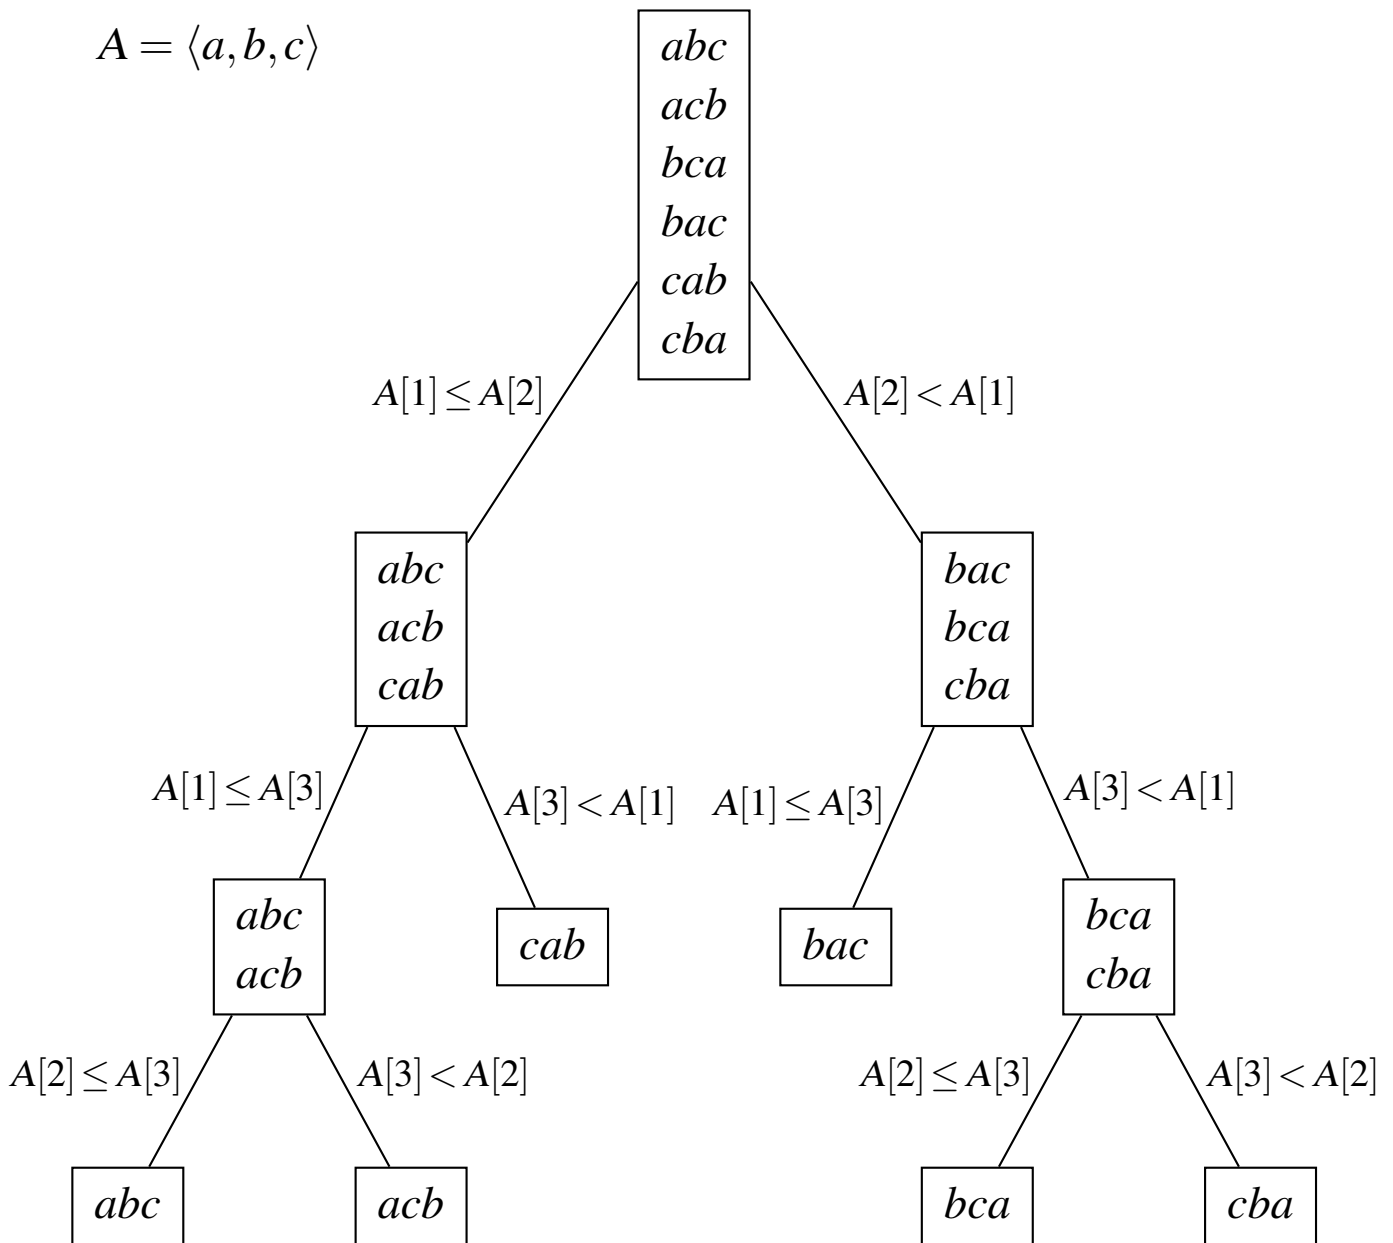 A = ⟨a, b, c⟩
abc
acb
bca
bac
cab
cba
A[1] ≤ A[2]
A[2] < A[1]
abc
acb
cab
bac
bca
cba
A[1] ≤ A[3]
A[3] < A[1]
A[1] ≤ A[3]
A[3] < A[1]
abc
acb
cab
bac
bca
cba
A[2] ≤ A[3]
A[3] < A[2]
A[2] ≤ A[3]
A[3] < A[2]
abc
acb
bca
cba